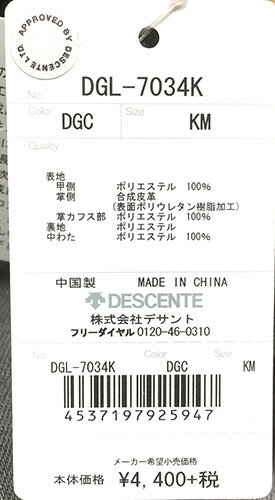 APPROVED BY
DESCENTE LTD.
No. DGL-7034K
Color DGC Size KM
Quality
表地
甲側 ポリエステル 100%
掌側 合成皮革
(表面ポリウレタン樹脂加工)
掌カフス部 ポリエステル 100%
裏地 ポリエステル
中わた ポリエステル
中国製 MADE IN CHINA
DESCENTE
株式会社デサント
フリーダイヤル 0120-46-0310
No. Color Size
DGL-7034K DGC KM
4537197925947
メーカー希望小売価格
本体価格 ¥ 4,400+税